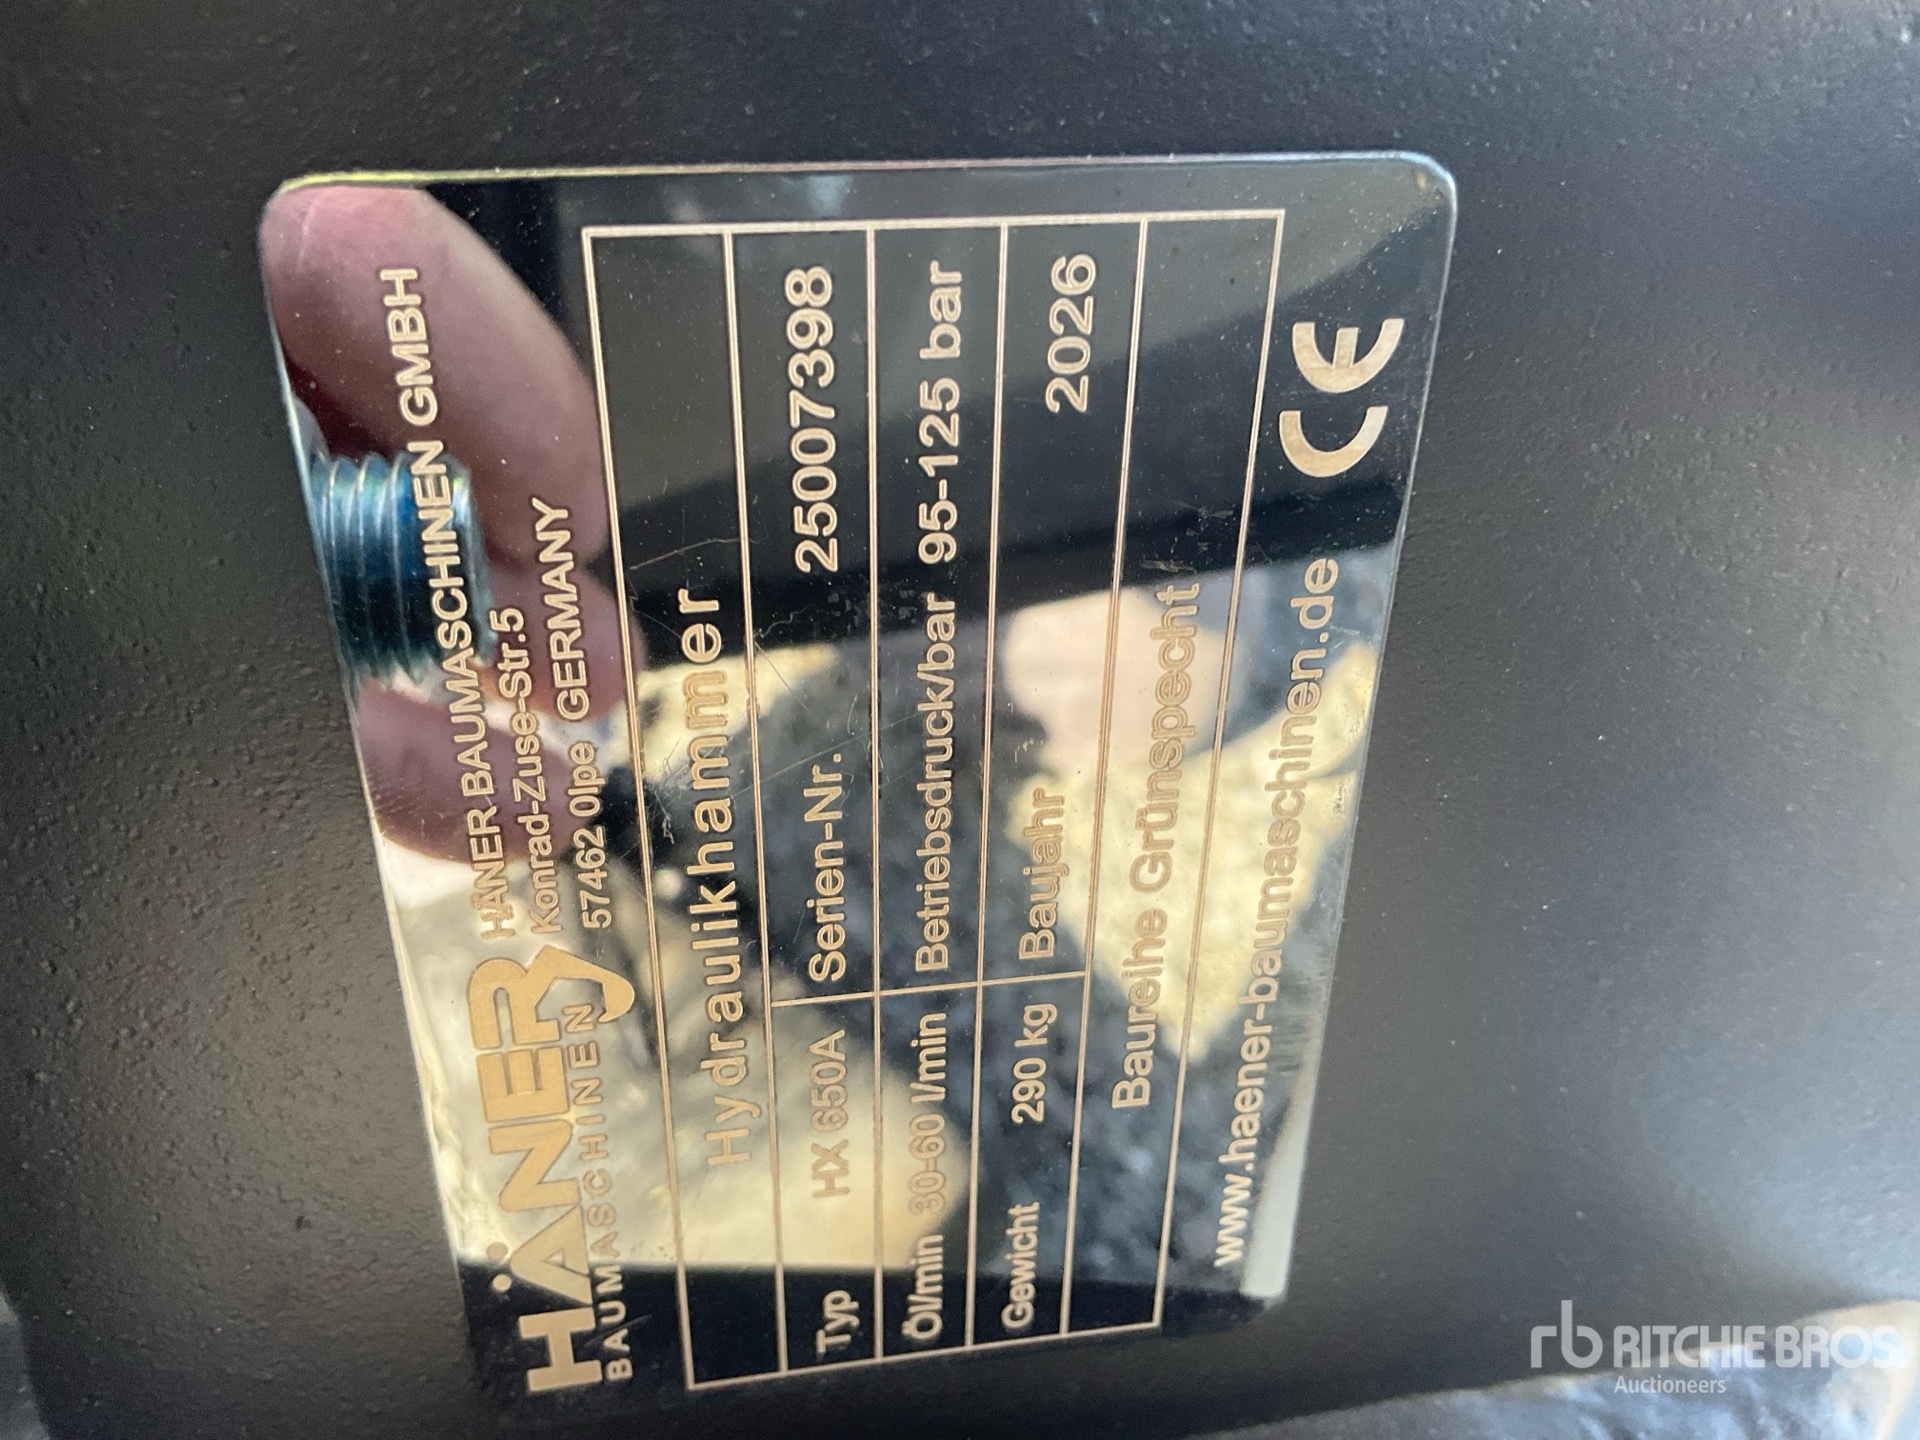 HÄNER
BAUMASCHINEN
HÄNER BAUMASCHINEN GMBH
Konrad-Zuse-Str.5
57462 Olpe GERMANY
Hydraulikhammer
Typ HX 650A Serien-Nr. 25007398
Öl/min 30-60 l/min Betriebsdruck/bar 95-125 bar
Gewicht 290 kg Baujahr 2026
Baureihe Grünspecht
www.haener-baumaschinen.de CE
rb RITCHIE BROS.
Auctioneers